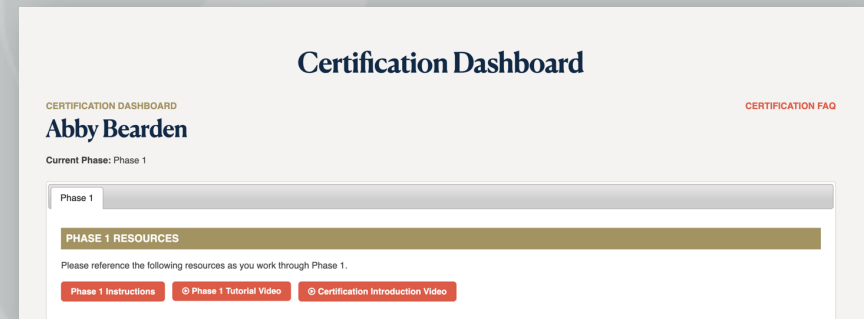 Certification Dashboard
CERTIFICATION DASHBOARD
CERTIFICATION FAQ
Abby Bearden
Current Phase: Phase 1
Phase 1
PHASE 1 RESOURCES
Please reference the following resources as you work through Phase 1.
Phase 1 Instructions
Phase 1 Tutorial Video
Certification Introduction Video